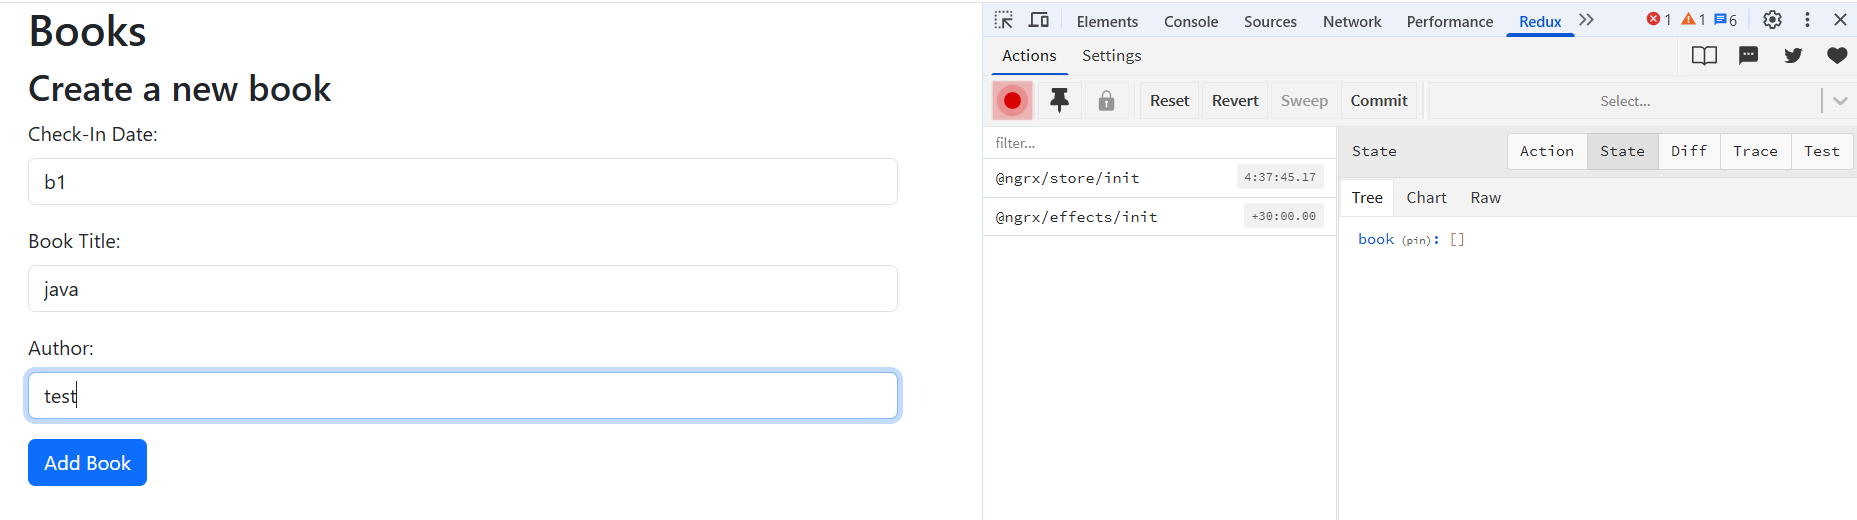 Books
Create a new book
Check-In Date:
b1
Book Title:
java
Author:
test
Add Book
Elements Console Sources Network Performance Redux 1 1 6
Actions Settings
Reset Revert Sweep Commit Select...
filter...
@ngrx/store/init 4:37:45.17
@ngrx/effects/init +30:00.00
State Action State Diff Trace Test
Tree Chart Raw
book (pin): []